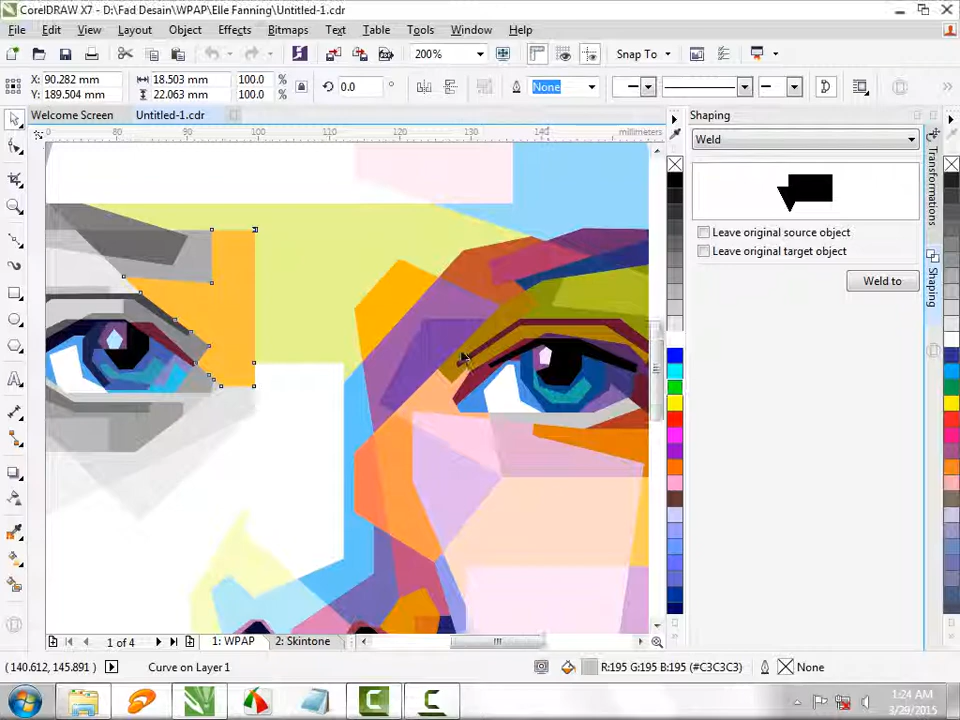 CorelDRAW X7 - D:\Fad Desain\WPAP\Elle Fanning\Untitled-1.cdr
File Edit View Layout Object Effects Bitmaps Text Table Tools Window Help
200% Snap To
X: 90.282 mm 18.503 mm 100.0 % 0.0 ° None
Y: 189.504 mm 22.063 mm 100.0 %
Welcome Screen Untitled-1.cdr
80 90 100 110 120 130 140 millimeters
Shaping
Weld
Leave original source object
Leave original target object
Weld to
Transformations
Shaping
1 of 4 1: WPAP 2: Skintone
(140.612, 145.891) Curve on Layer 1 R:195 G:195 B:195 (#C3C3C3) None
1:24 AM
3/29/2015